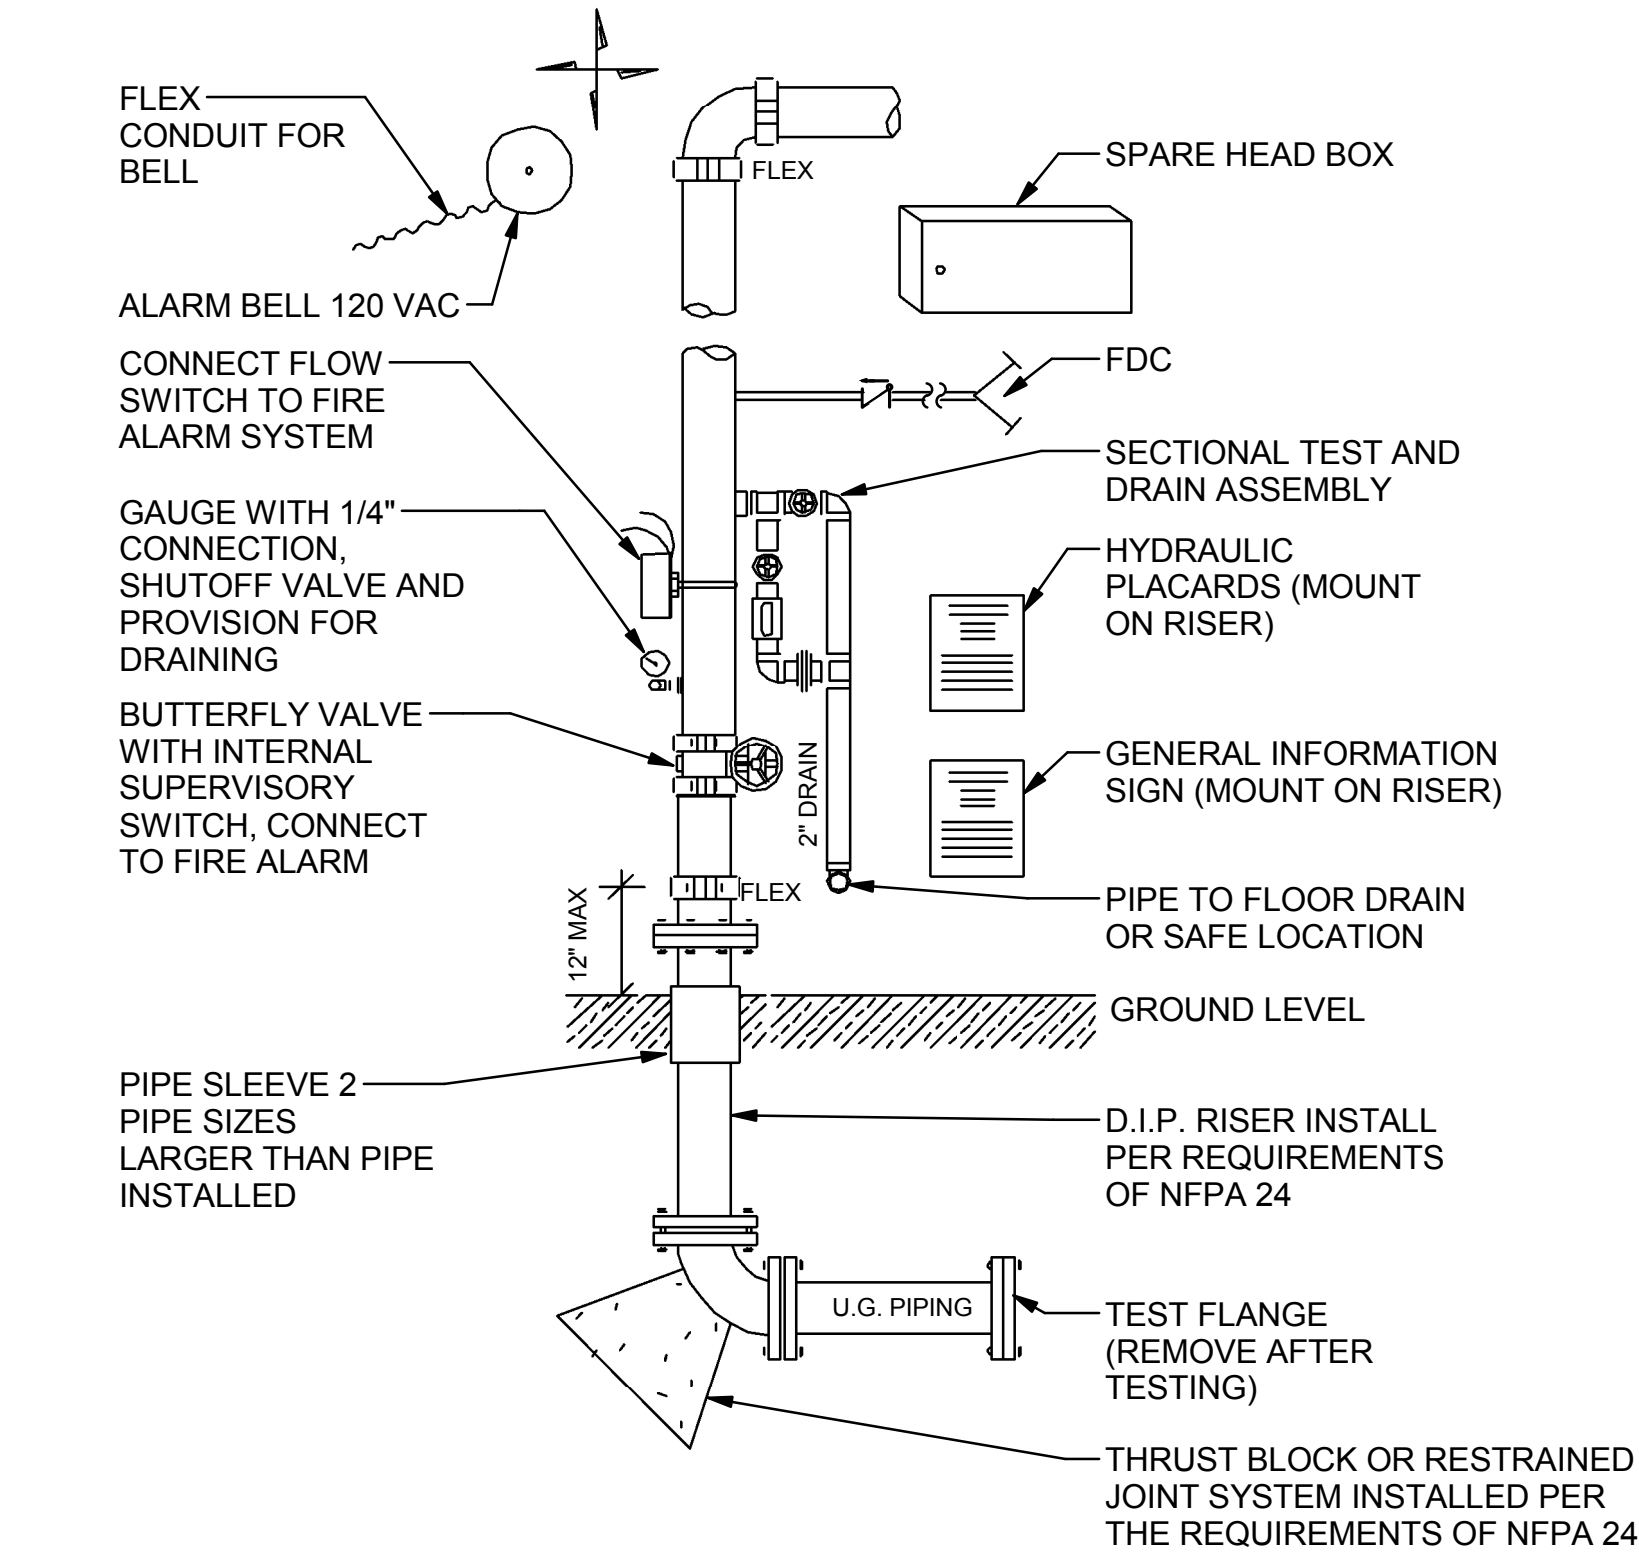 FLEX
CONDUIT FOR
BELL
ALARM BELL 120 VAC
CONNECT FLOW
SWITCH TO FIRE
ALARM SYSTEM
GAUGE WITH 1/4"
CONNECTION,
SHUTOFF VALVE AND
PROVISION FOR
DRAINING
BUTTERFLY VALVE
WITH INTERNAL
SUPERVISORY
SWITCH, CONNECT
TO FIRE ALARM
12" MAX
PIPE SLEEVE 2
PIPE SIZES
LARGER THAN PIPE
INSTALLED
FLEX
2" DRAIN
FLEX
U.G. PIPING
SPARE HEAD BOX
FDC
SECTIONAL TEST AND
DRAIN ASSEMBLY
HYDRAULIC
PLACARDS (MOUNT
ON RISER)
GENERAL INFORMATION
SIGN (MOUNT ON RISER)
PIPE TO FLOOR DRAIN
OR SAFE LOCATION
GROUND LEVEL
D.I.P. RISER INSTALL
PER REQUIREMENTS
OF NFPA 24
TEST FLANGE
(REMOVE AFTER
TESTING)
THRUST BLOCK OR RESTRAINED
JOINT SYSTEM INSTALLED PER
THE REQUIREMENTS OF NFPA 24